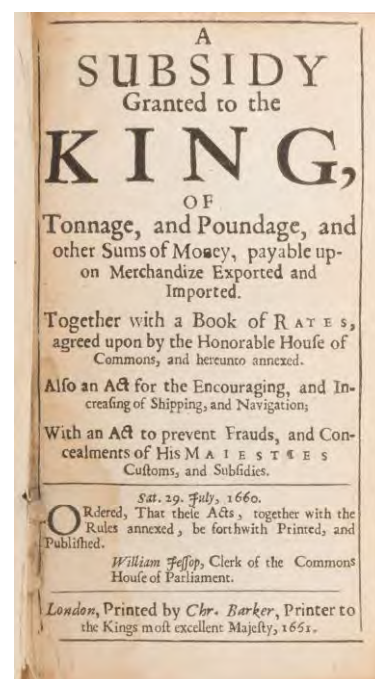 A
SUBSIDY
Granted to the
KING,
OF
Tonnage, and Poundage, and
other Sums of Money, payable up-
on Merchandize Exported and
Imported.
Together with a Book of RATES,
agreed upon by the Honorable Houſe of
Commons, and hereunto annexed.
Alſo an Act for the Encouraging, and In-
creaſing of Shipping, and Navigation;
With an Act to prevent Frauds, and Con-
cealments of His MAIESTIES
Cuſtoms, and Subſidies.
Sat. 29. July, 1660.
ORdered, That theſe Acts, together with the
Rules annexed, be forthwith Printed, and
Publiſhed.
William Jeſſop, Clerk of the Commons
Houſe of Parliament.
London, Printed by Chr. Barker, Printer to
the Kings moſt excellent Majeſty, 1661.